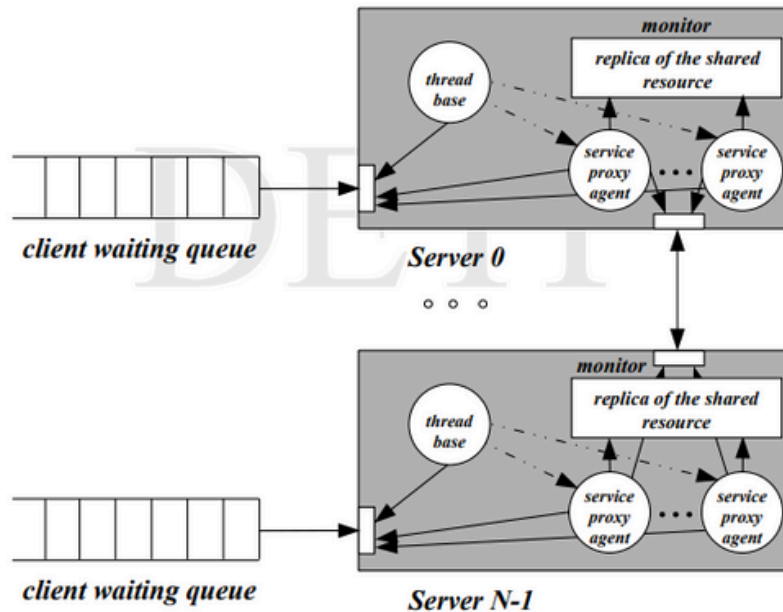 monitor
thread
base
replica of the shared
resource
service
proxy
agent
service
proxy
agent
client waiting queue
Server 0
DETI
monitor
thread
base
replica of the shared
resource
service
proxy
agent
service
proxy
agent
client waiting queue
Server N-1